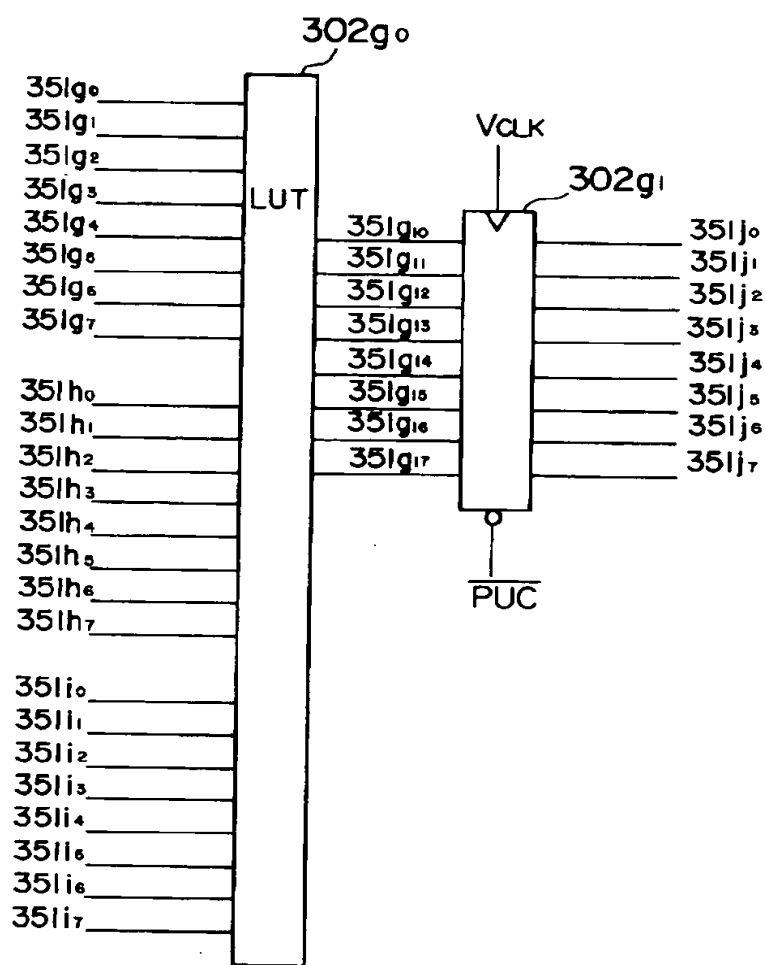 302g₀
351g₀
351g₁
351g₂
351g₃
351g₄
351g₅
351g₆
351g₇
351h₀
351h₁
351h₂
351h₃
351h₄
351h₅
351h₆
351h₇
351i₀
351i₁
351i₂
351i₃
351i₄
351i₅
351i₆
351i₇
LUT
351g₁₀
351g₁₁
351g₁₂
351g₁₃
351g₁₄
351g₁₅
351g₁₆
351g₁₇
VCLK
302g₁
P̅U̅C̅
351j₀
351j₁
351j₂
351j₃
351j₄
351j₅
351j₆
351j₇